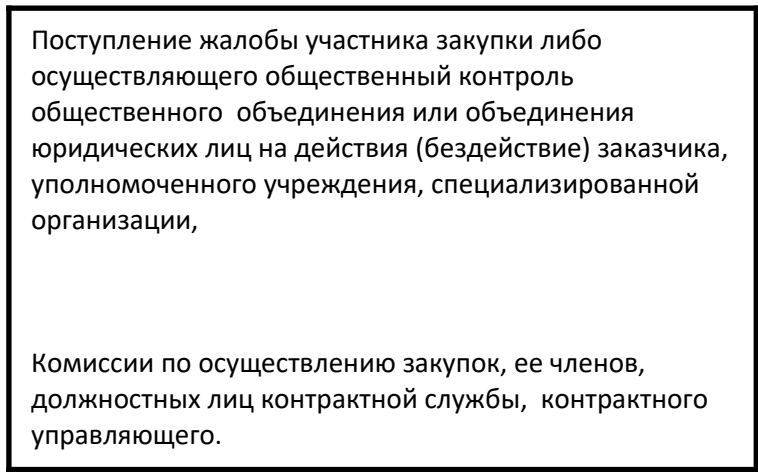 Поступление жалобы участника закупки либо
осуществляющего общественный контроль
общественного  объединения или объединения
юридических лиц на действия (бездействие) заказчика,
уполномоченного учреждения, специализированной
организации,
Комиссии по осуществлению закупок, ее членов,
должностных лиц контрактной службы,  контрактного
управляющего.